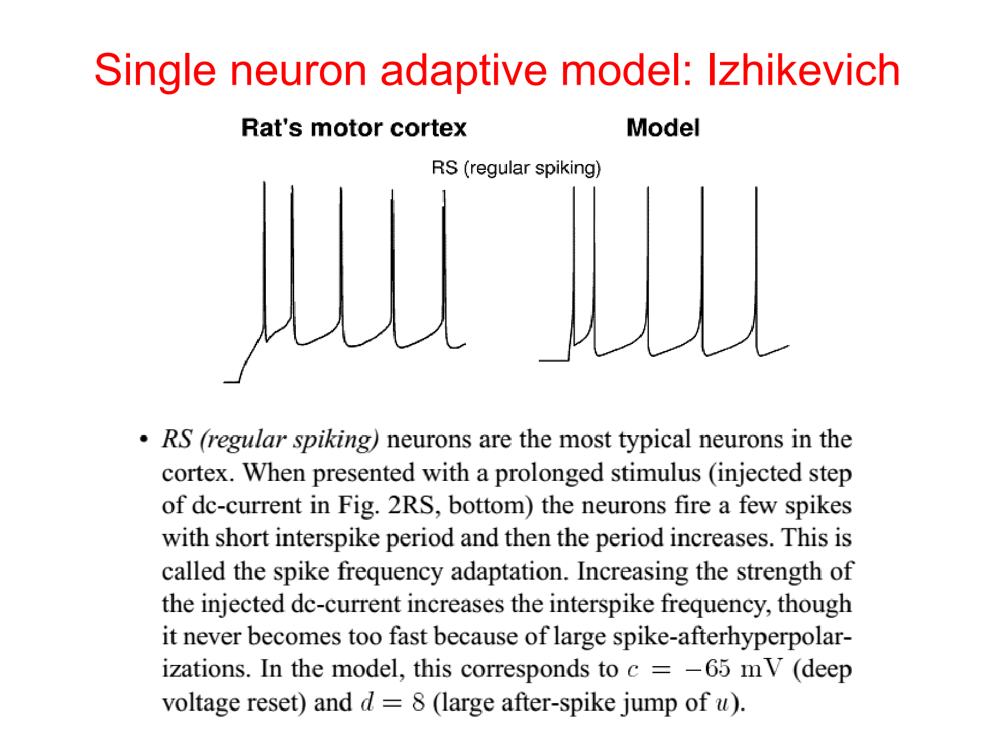 Single neuron adaptive model: Izhikevich
Rat's motor cortex
Model
RS (regular spiking)
• RS (regular spiking) neurons are the most typical neurons in the
cortex. When presented with a prolonged stimulus (injected step
of dc-current in Fig. 2RS, bottom) the neurons fire a few spikes
with short interspike period and then the period increases. This is
called the spike frequency adaptation. Increasing the strength of
the injected dc-current increases the interspike frequency, though
it never becomes too fast because of large spike-afterhyperpolar-
izations. In the model, this corresponds to c = −65 mV (deep
voltage reset) and d = 8 (large after-spike jump of u).